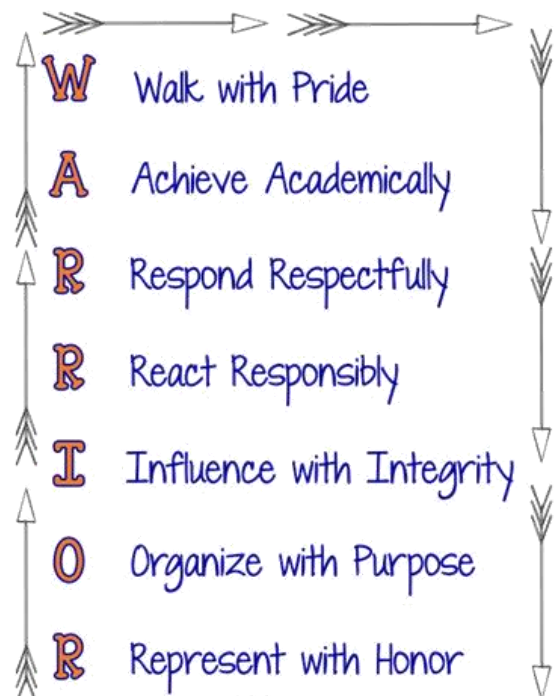 W Walk with Pride
A Achieve Academically
R Respond Respectfully
R React Responsibly
I Influence with Integrity
O Organize with Purpose
R Represent with Honor